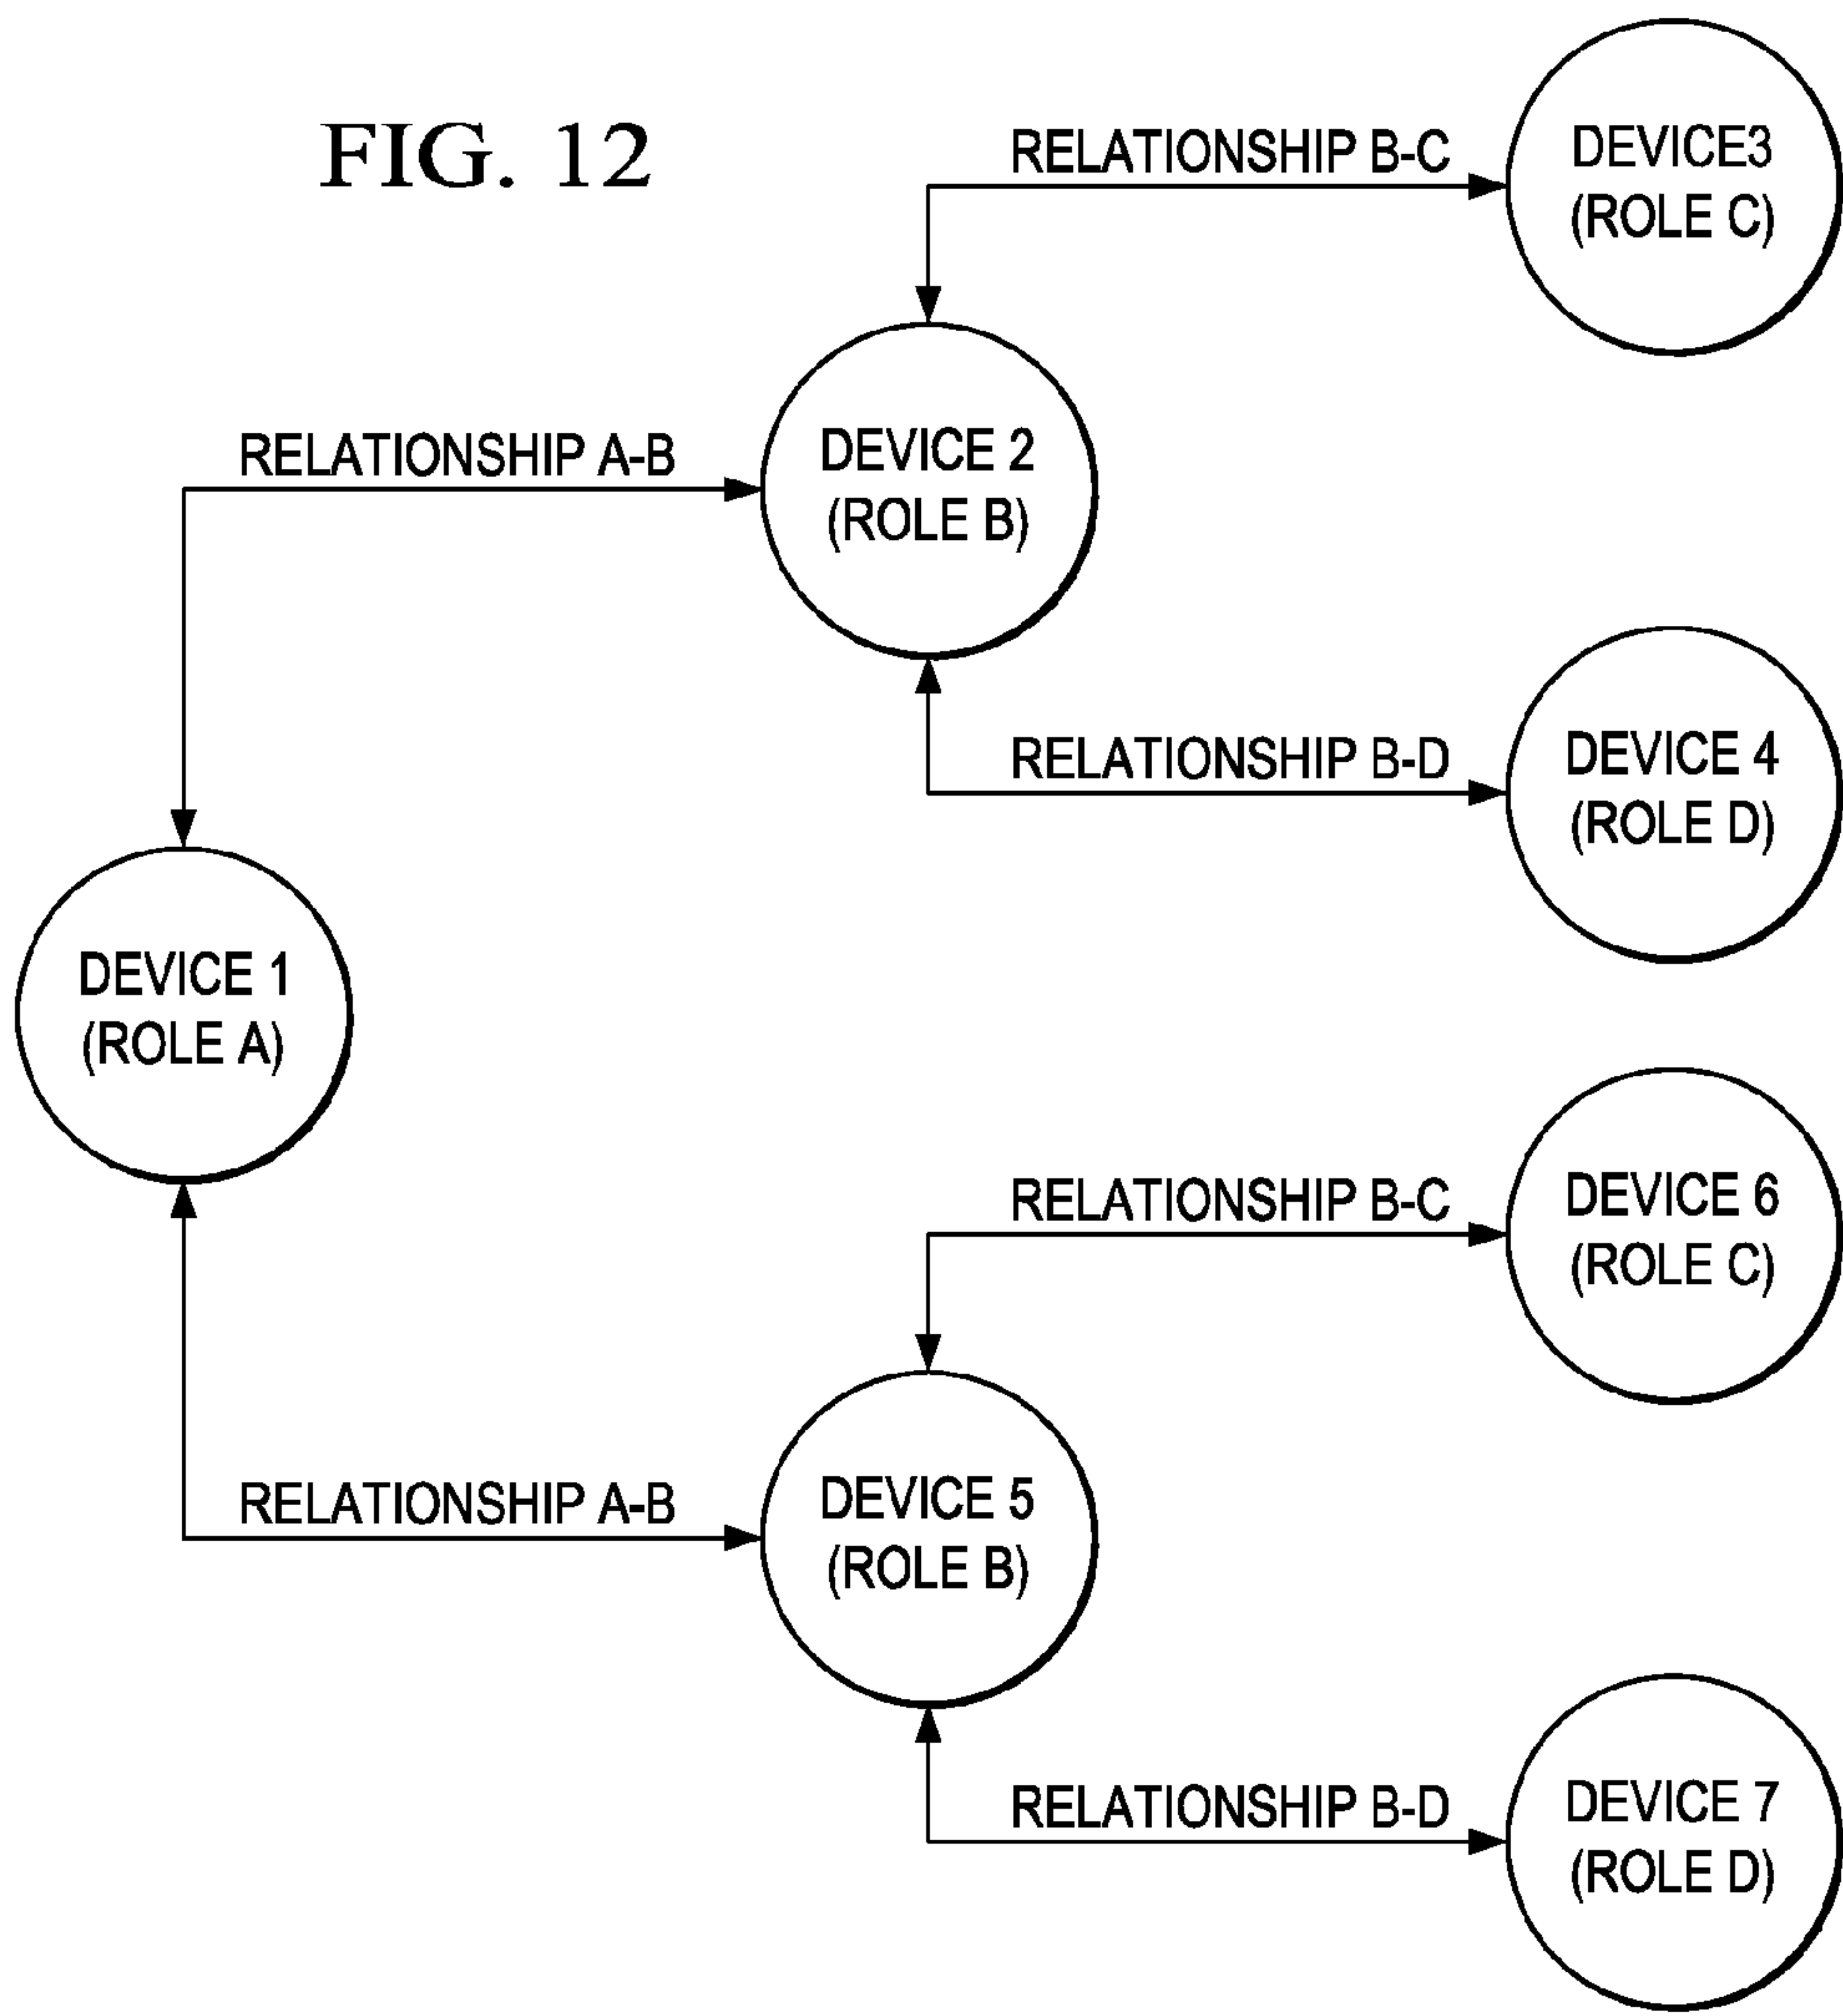 FIG. 12
RELATIONSHIP B-C
DEVICE3
(ROLE C)
RELATIONSHIP A-B
DEVICE 2
(ROLE B)
RELATIONSHIP B-D
DEVICE 4
(ROLE D)
DEVICE 1
(ROLE A)
RELATIONSHIP B-C
DEVICE 6
(ROLE C)
RELATIONSHIP A-B
DEVICE 5
(ROLE B)
RELATIONSHIP B-D
DEVICE 7
(ROLE D)